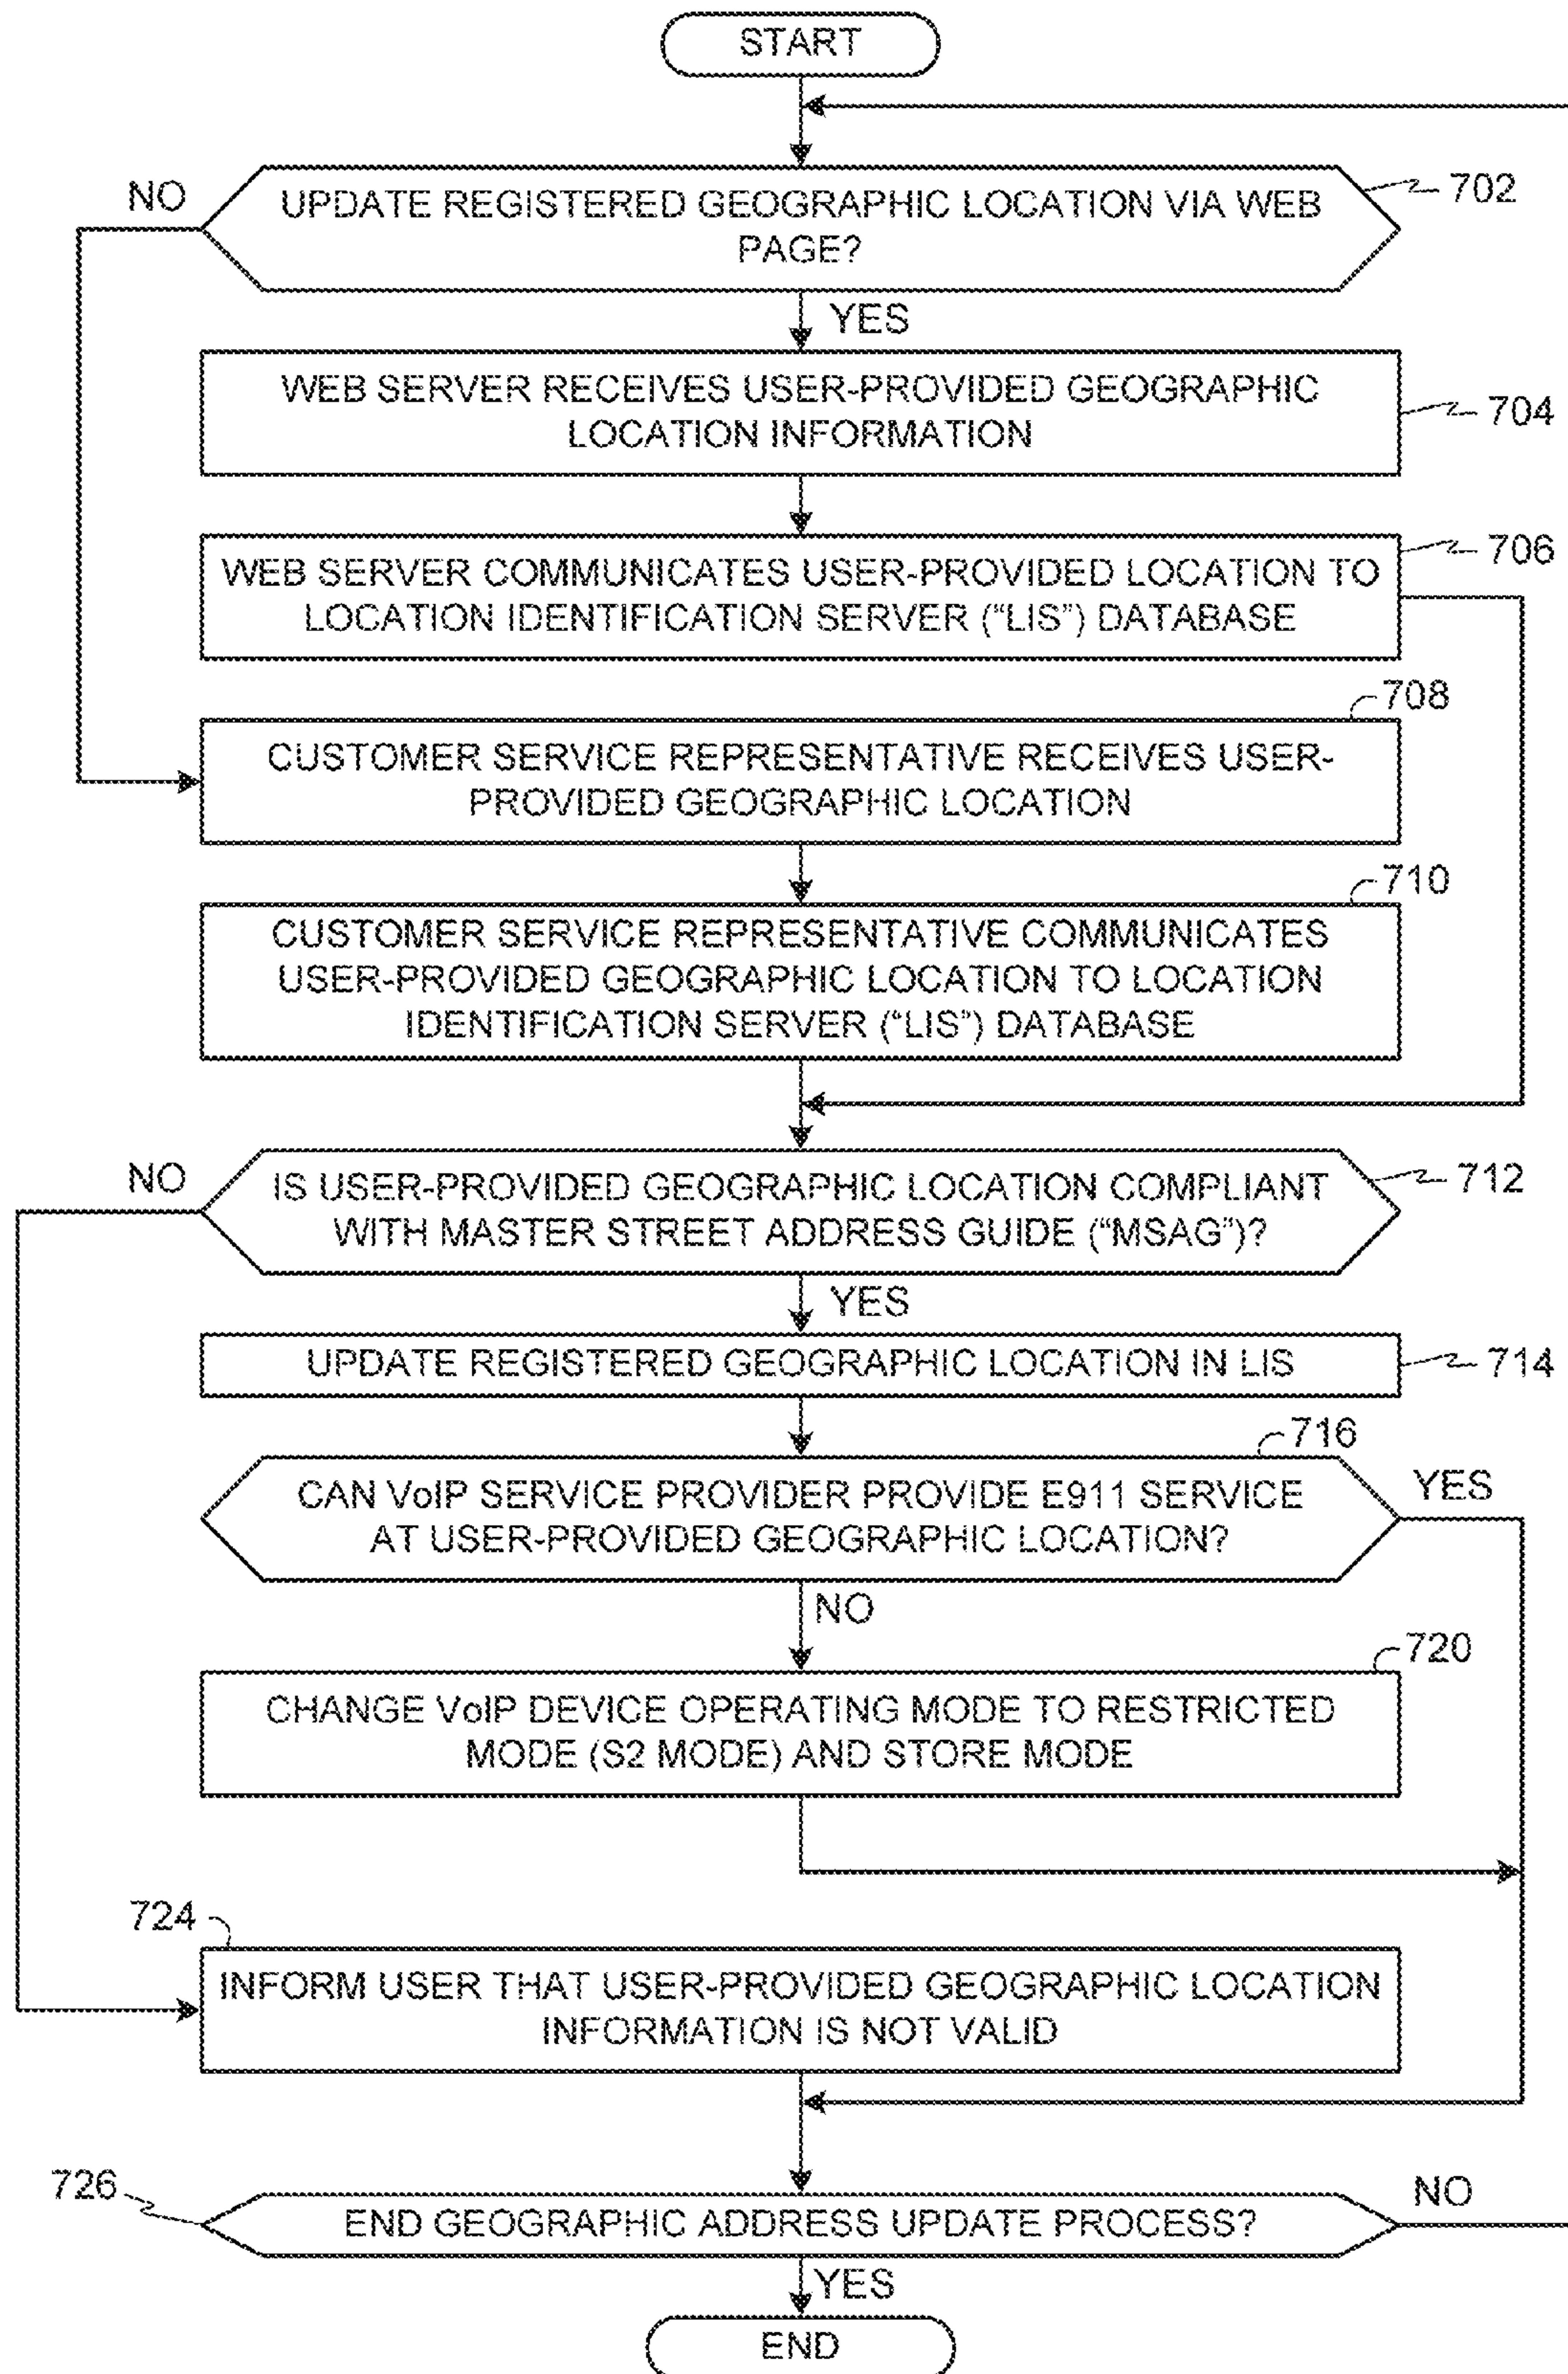 START
NO
UPDATE REGISTERED GEOGRAPHIC LOCATION VIA WEB
PAGE?
702
YES
WEB SERVER RECEIVES USER-PROVIDED GEOGRAPHIC
LOCATION INFORMATION
704
WEB SERVER COMMUNICATES USER-PROVIDED LOCATION TO
LOCATION IDENTIFICATION SERVER (“LIS”) DATABASE
706
708
CUSTOMER SERVICE REPRESENTATIVE RECEIVES USER-
PROVIDED GEOGRAPHIC LOCATION
710
CUSTOMER SERVICE REPRESENTATIVE COMMUNICATES
USER-PROVIDED GEOGRAPHIC LOCATION TO LOCATION
IDENTIFICATION SERVER (“LIS”) DATABASE
NO
IS USER-PROVIDED GEOGRAPHIC LOCATION COMPLIANT
WITH MASTER STREET ADDRESS GUIDE (“MSAG”)?
712
YES
UPDATE REGISTERED GEOGRAPHIC LOCATION IN LIS
714
716
CAN VoIP SERVICE PROVIDER PROVIDE E911 SERVICE
AT USER-PROVIDED GEOGRAPHIC LOCATION?
YES
NO
720
CHANGE VoIP DEVICE OPERATING MODE TO RESTRICTED
MODE (S2 MODE) AND STORE MODE
724
INFORM USER THAT USER-PROVIDED GEOGRAPHIC LOCATION
INFORMATION IS NOT VALID
726
END GEOGRAPHIC ADDRESS UPDATE PROCESS?
NO
YES
END